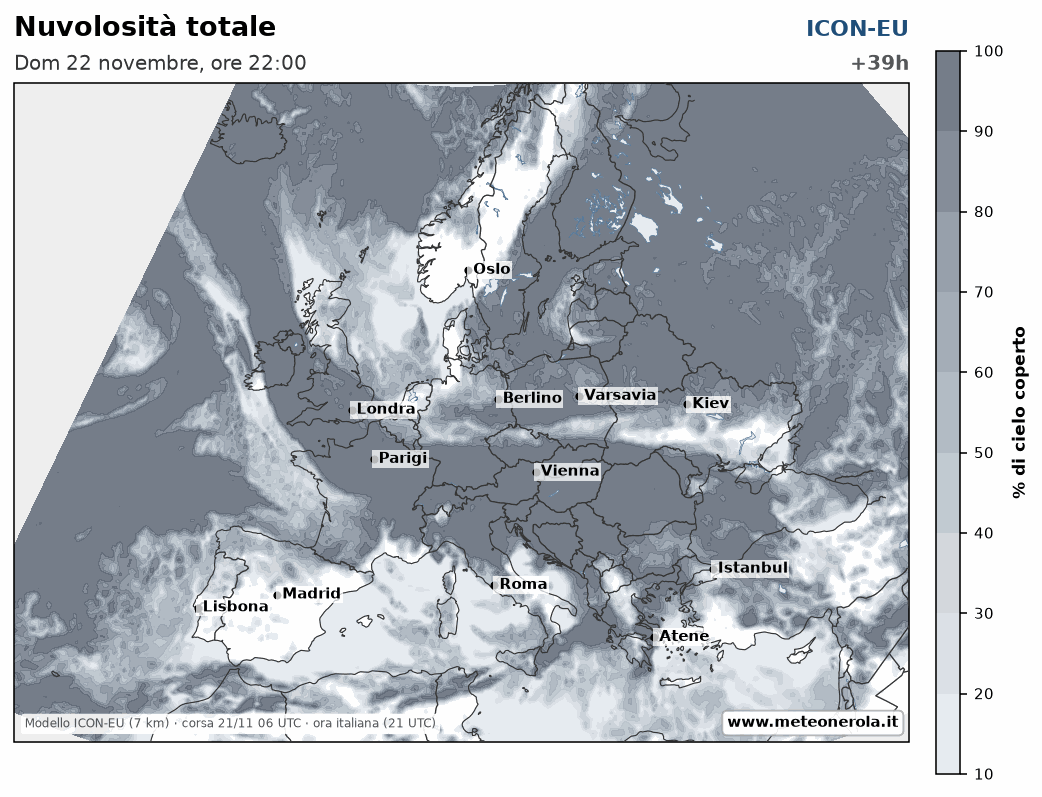 Nuvolosità totale
ICON-EU
Dom 22 novembre, ore 22:00
+39h
Oslo
Londra
Berlino
Varsavia
Kiev
Parigi
Vienna
Istanbul
Roma
Madrid
Lisbona
Atene
Modello ICON-EU (7 km) · corsa 21/11 06 UTC · ora italiana (21 UTC)
www.meteonerola.it
100
90
80
70
60
50
40
30
20
10
% di cielo coperto